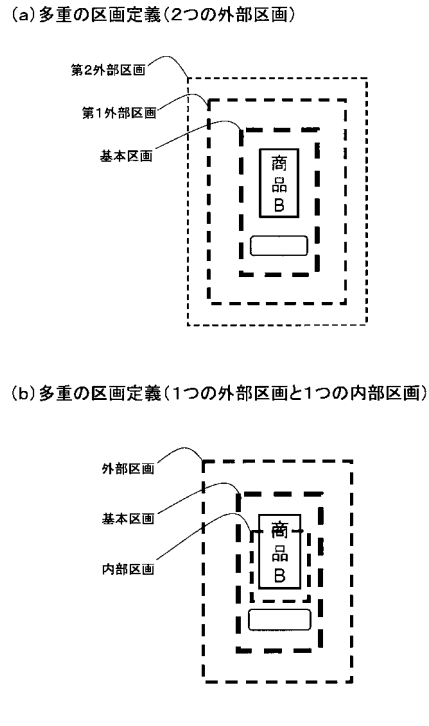 (a)多重の区画定義(2つの外部区画)
第2外部区画
第1外部区画
基本区画
商
品
B
(b)多重の区画定義(1つの外部区画と1つの内部区画)
外部区画
基本区画
内部区画
商
品
B